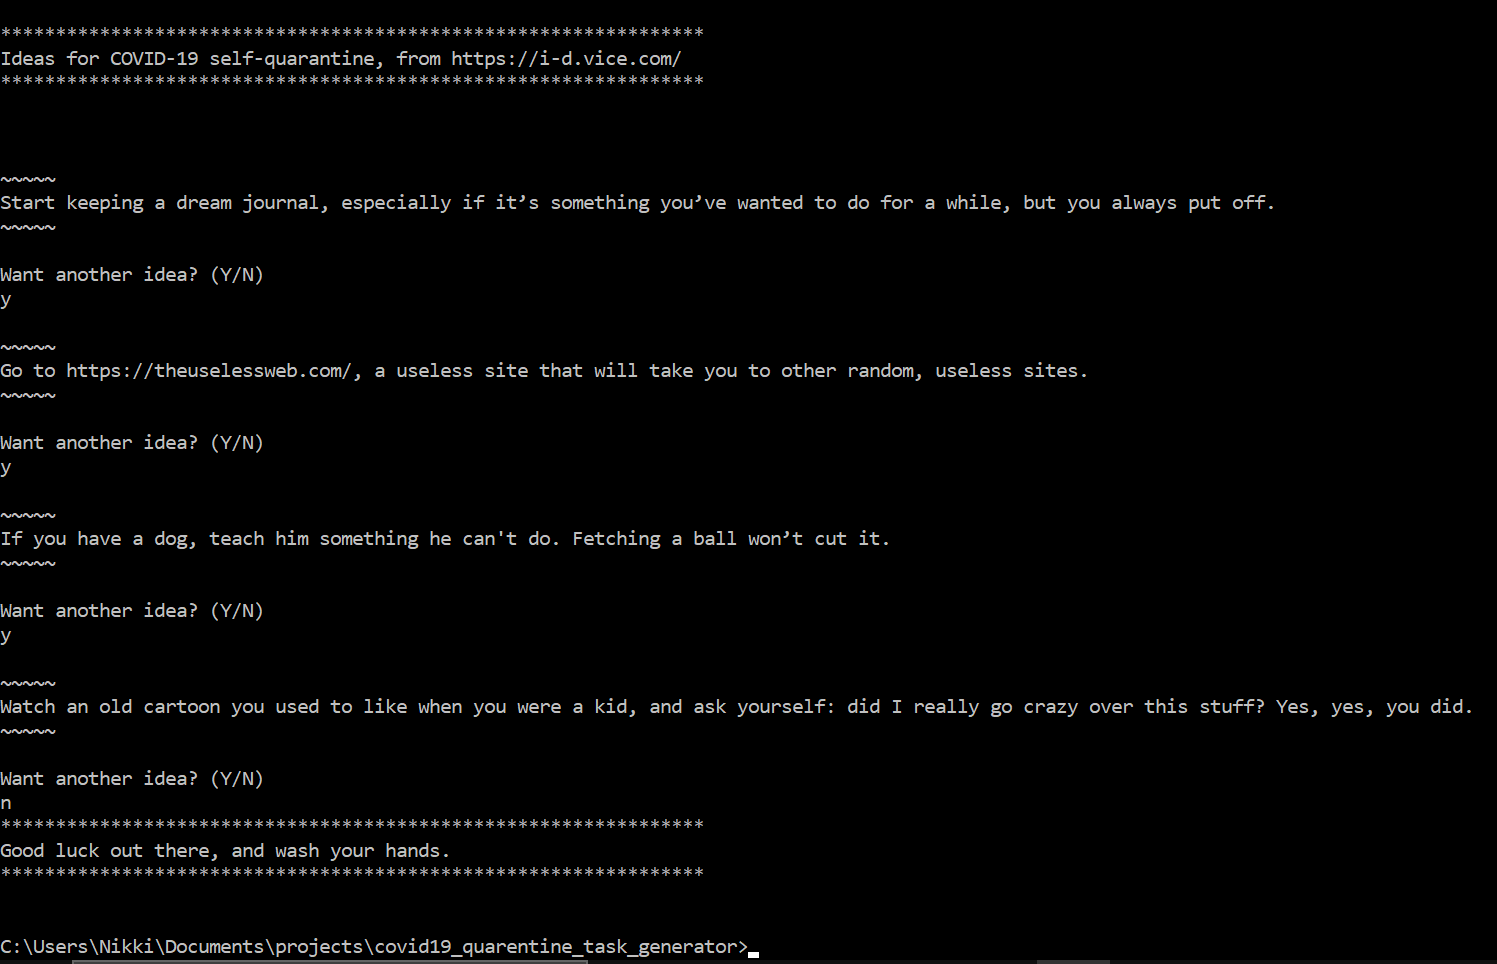 ****************************************************************
Ideas for COVID-19 self-quarantine, from https://i-d.vice.com/
****************************************************************
~~~~~
Start keeping a dream journal, especially if it’s something you’ve wanted to do for a while, but you always put off.
~~~~~
Want another idea? (Y/N)
y
~~~~~
Go to https://theuselessweb.com/, a useless site that will take you to other random, useless sites.
~~~~~
Want another idea? (Y/N)
y
~~~~~
If you have a dog, teach him something he can't do. Fetching a ball won’t cut it.
~~~~~
Want another idea? (Y/N)
y
~~~~~
Watch an old cartoon you used to like when you were a kid, and ask yourself: did I really go crazy over this stuff? Yes, yes, you did.
~~~~~
Want another idea? (Y/N)
n
****************************************************************
Good luck out there, and wash your hands.
****************************************************************
C:\Users\Nikki\Documents\projects\covid19_quarentine_task_generator>